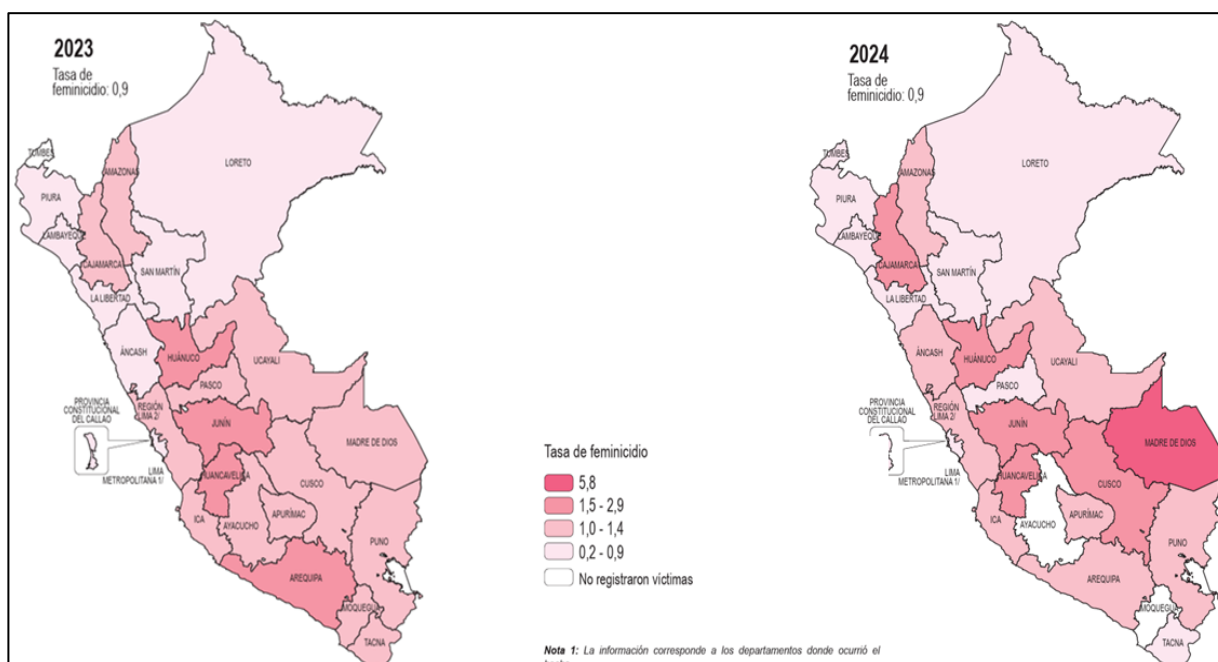 2023
Tasa de
feminicidio: 0,9
TUMBES
PIURA
LAMBAYEQUE
AMAZONAS
CAJAMARCA
LORETO
SAN MARTÍN
LA LIBERTAD
ÁNCASH
HUÁNUCO
UCAYALI
PASCO
PROVINCIA
CONSTITUCIONAL
DEL CALLAO
REGIÓN
LIMA 2/
JUNÍN
LIMA
METROPOLITANA 1/
MADRE DE DIOS
HUANCAVELICA
CUSCO
ICA
AYACUCHO
APURÍMAC
PUNO
AREQUIPA
MOQUEGUA
TACNA
Tasa de feminicidio
5,8
1,5 - 2,9
1,0 - 1,4
0,2 - 0,9
No registraron víctimas
Nota 1: La información corresponde a los departamentos donde ocurrió el
2024
Tasa de
feminicidio: 0,9
TUMBES
PIURA
LAMBAYEQUE
AMAZONAS
CAJAMARCA
LORETO
SAN MARTÍN
LA LIBERTAD
ÁNCASH
HUÁNUCO
UCAYALI
PASCO
PROVINCIA
CONSTITUCIONAL
DEL CALLAO
REGIÓN
LIMA 2/
JUNÍN
LIMA
METROPOLITANA 1/
MADRE DE DIOS
HUANCAVELICA
CUSCO
ICA
AYACUCHO
APURÍMAC
PUNO
AREQUIPA
MOQUEGUA
TACNA